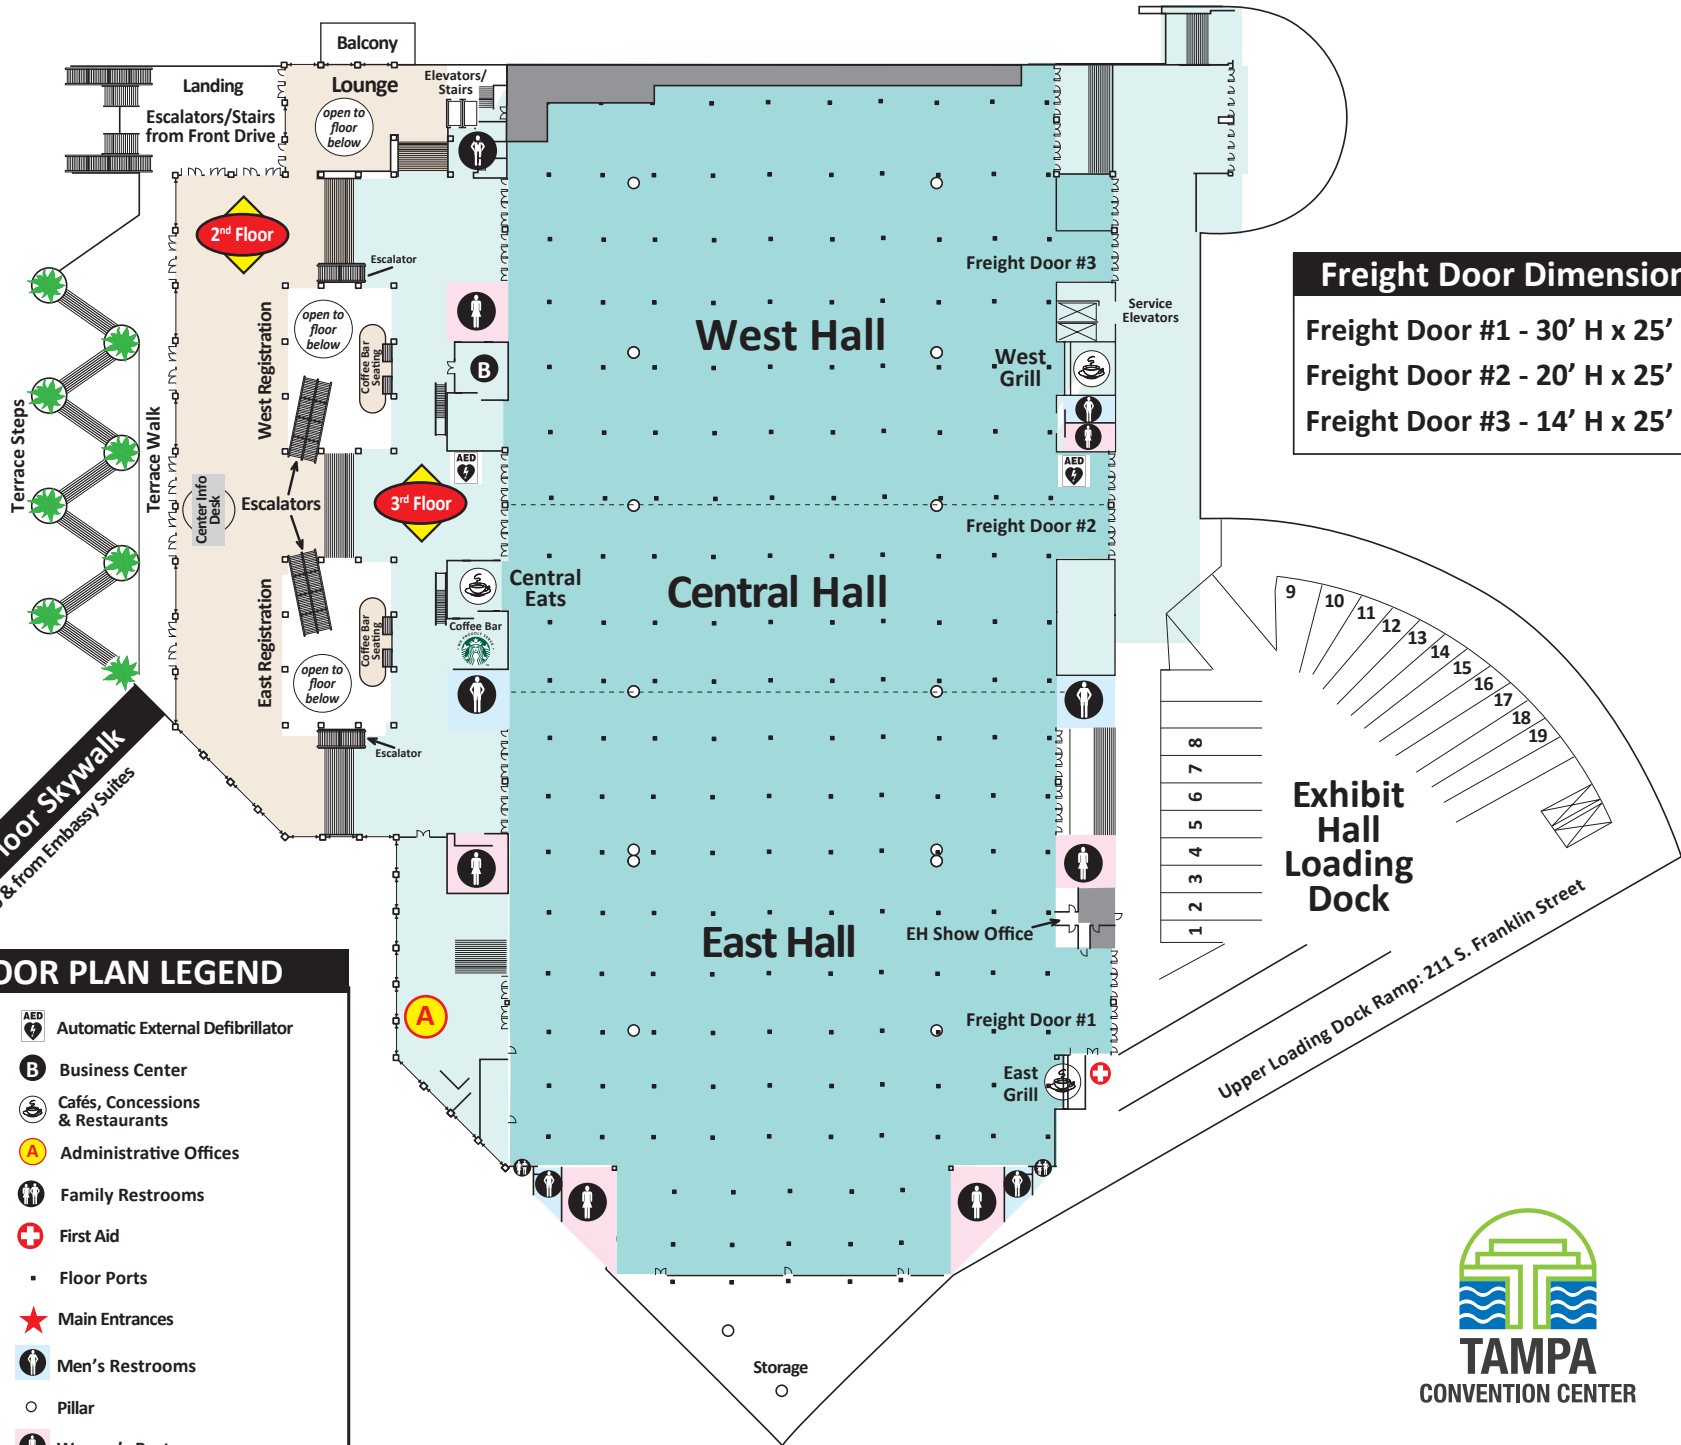 Balcony
Landing
Lounge
Elevators/
Stairs
Escalators/Stairs
from Front Drive
open to
floor
below
2nd Floor
Escalator
Freight Door #3
Freight Door Dimension
Freight Door #1 - 30’ H x 25’
Freight Door #2 - 20’ H x 25’
Freight Door #3 - 14’ H x 25’
Service
Elevators
West Registration
open to
floor
below
Coffee Bar
Seating
West Hall
West
Grill
B
Terrace Steps
Terrace Walk
AED
AED
Center Info
Desk
Escalators
3rd Floor
Freight Door #2
Central
Eats
Central Hall
Coffee Bar
WE PROUDLY SERVE
East Registration
Coffee Bar
Seating
open to
floor
below
Escalator
9
10
11
12
13
14
15
16
17
18
19
8
7
6
5
4
3
2
1
Exhibit
Hall
Loading
Dock
loor Skywalk
& from Embassy Suites
East Hall
EH Show Office
A
Freight Door #1
East
Grill
Upper Loading Dock Ramp: 211 S. Franklin Street
Storage
OOR PLAN LEGEND
AED
Automatic External Defibrillator
B
Business Center
Cafés, Concessions
& Restaurants
A
Administrative Offices
Family Restrooms
First Aid
Floor Ports
Main Entrances
Men’s Restrooms
Pillar
TAMPA
CONVENTION CENTER